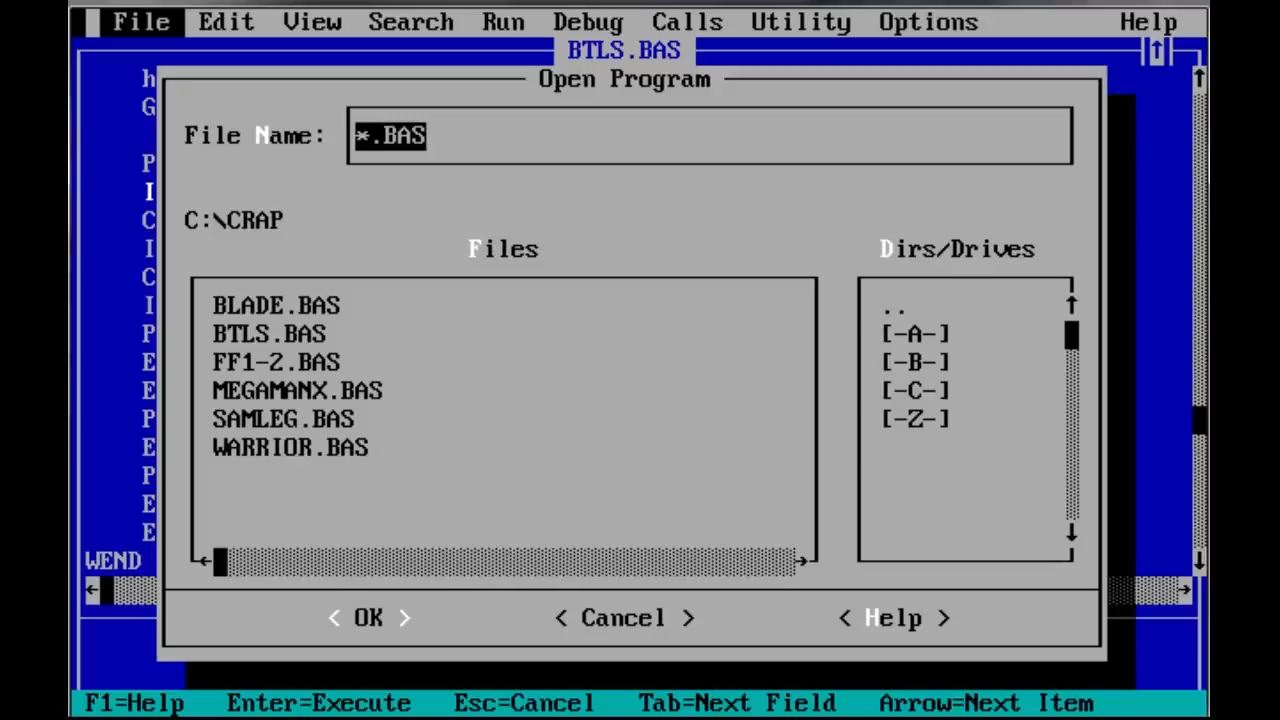 File Edit View Search Run Debug Calls Utility Options Help
BTLS.BAS
Open Program
h
G
File Name: *.BAS
P
I
C:\CRAP
C
Files Dirs/Drives
I
C
BLADE.BAS ..
I
BTLS.BAS [-A-]
P
FF1-2.BAS [-B-]
E
MEGAMANX.BAS [-C-]
E
SAMLEG.BAS [-Z-]
P
WARRIOR.BAS
E
P
E
E
WEND
< OK > < Cancel > < Help >
F1=Help Enter=Execute Esc=Cancel Tab=Next Field Arrow=Next Item